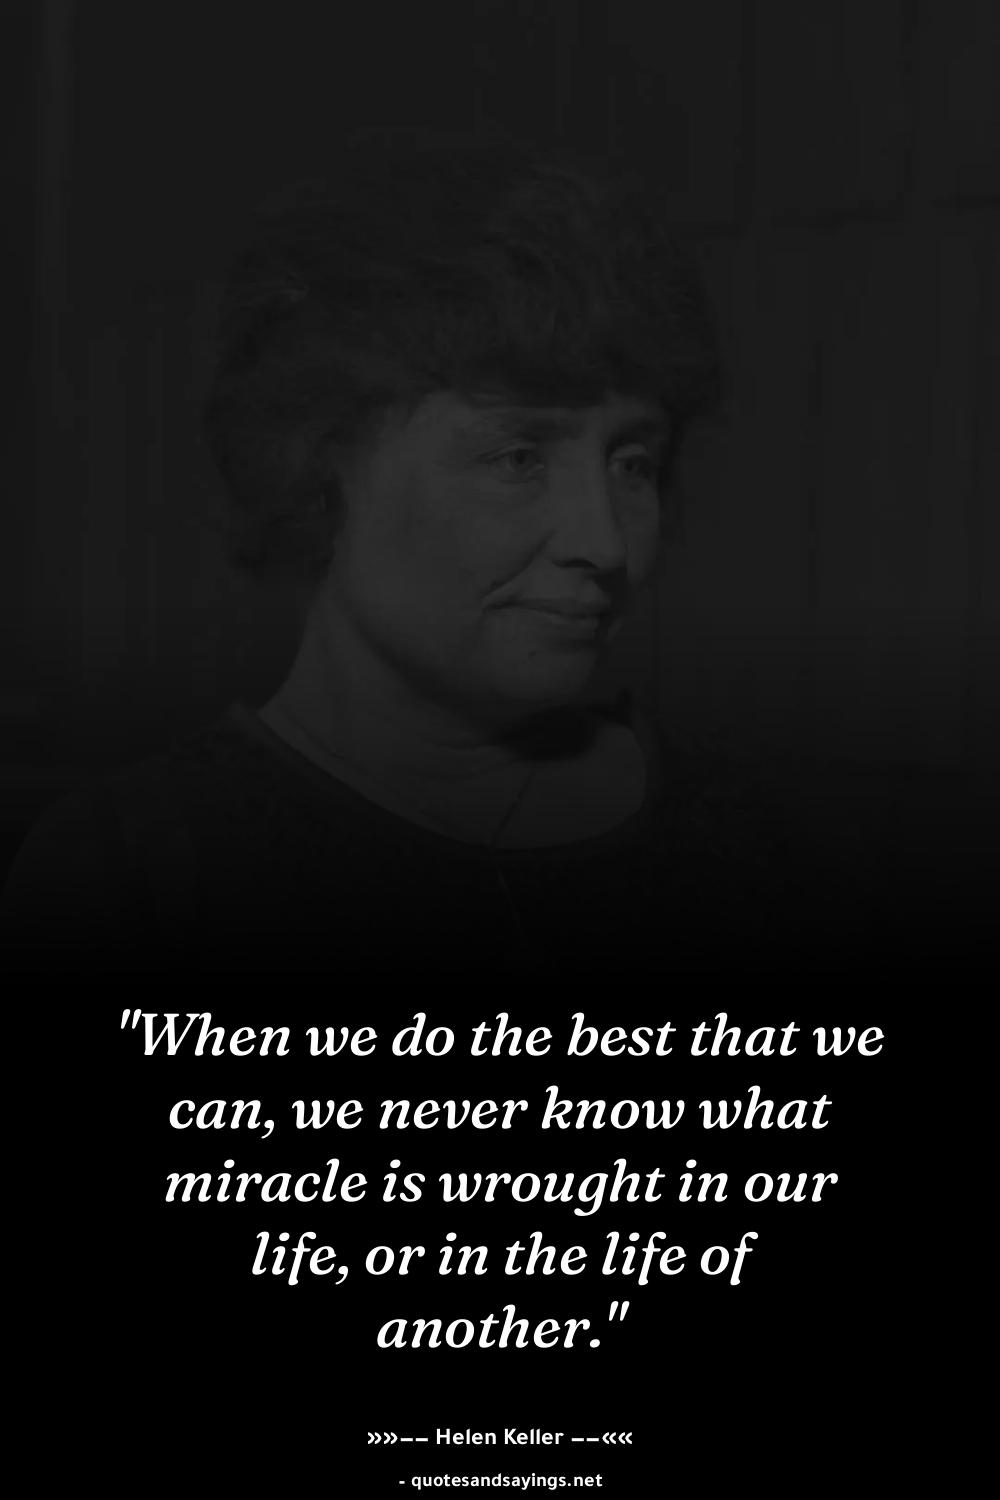 "When we do the best that we
can, we never know what
miracle is wrought in our
life, or in the life of
another."
»»—— Helen Keller ——««
- quotesandsayings.net